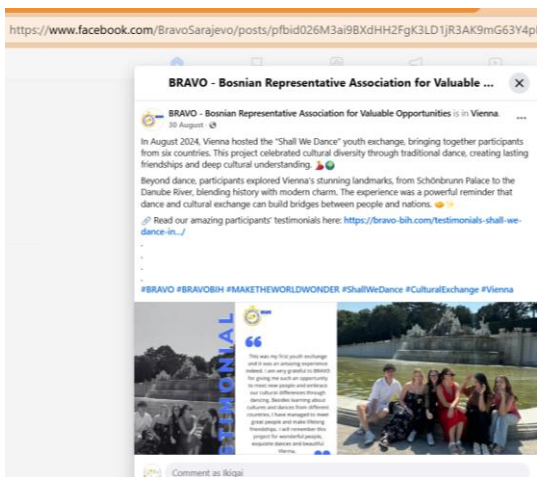 https://www.facebook.com/BravoSarajevo/posts/pfbid026M3ai9BXdHH2FgK3LD1jR3AK9mG63Y4p
BRAVO - Bosnian Representative Association for Valuable ...
BRAVO - Bosnian Representative Association for Valuable Opportunities is in Vienna.
30 August ·
In August 2024, Vienna hosted the "Shall We Dance" youth exchange, bringing together participants
from six countries. This project celebrated cultural diversity through traditional dance, creating lasting
friendships and deep cultural understanding. 💃🌍
Beyond dance, participants explored Vienna's stunning landmarks, from Schönbrunn Palace to the
Danube River, blending history with modern charm. The experience was a powerful reminder that
dance and cultural exchange can build bridges between people and nations. 🤝✨
🔗 Read our amazing participants' testimonials here: https://bravo-bih.com/testimonials-shall-we-
dance-in.../
.
.
.
.
#BRAVO #BRAVOBIH #MAKETHEWORLDWONDER #ShallWeDance #CulturalExchange #Vienna
This was my first youth exchange
and it was an amazing experience
indeed. I am very grateful to BRAVO
for giving me such an opportunity
to meet new people and embrace
our cultural differences through
dancing. Besides learning about
cultures and dances from different
countries, I have managed to meet
great people and make lifelong
friendships. I will remember this
project for wonderful people,
exquisite dances and beautiful
Vienna.
Comment as Ikigai